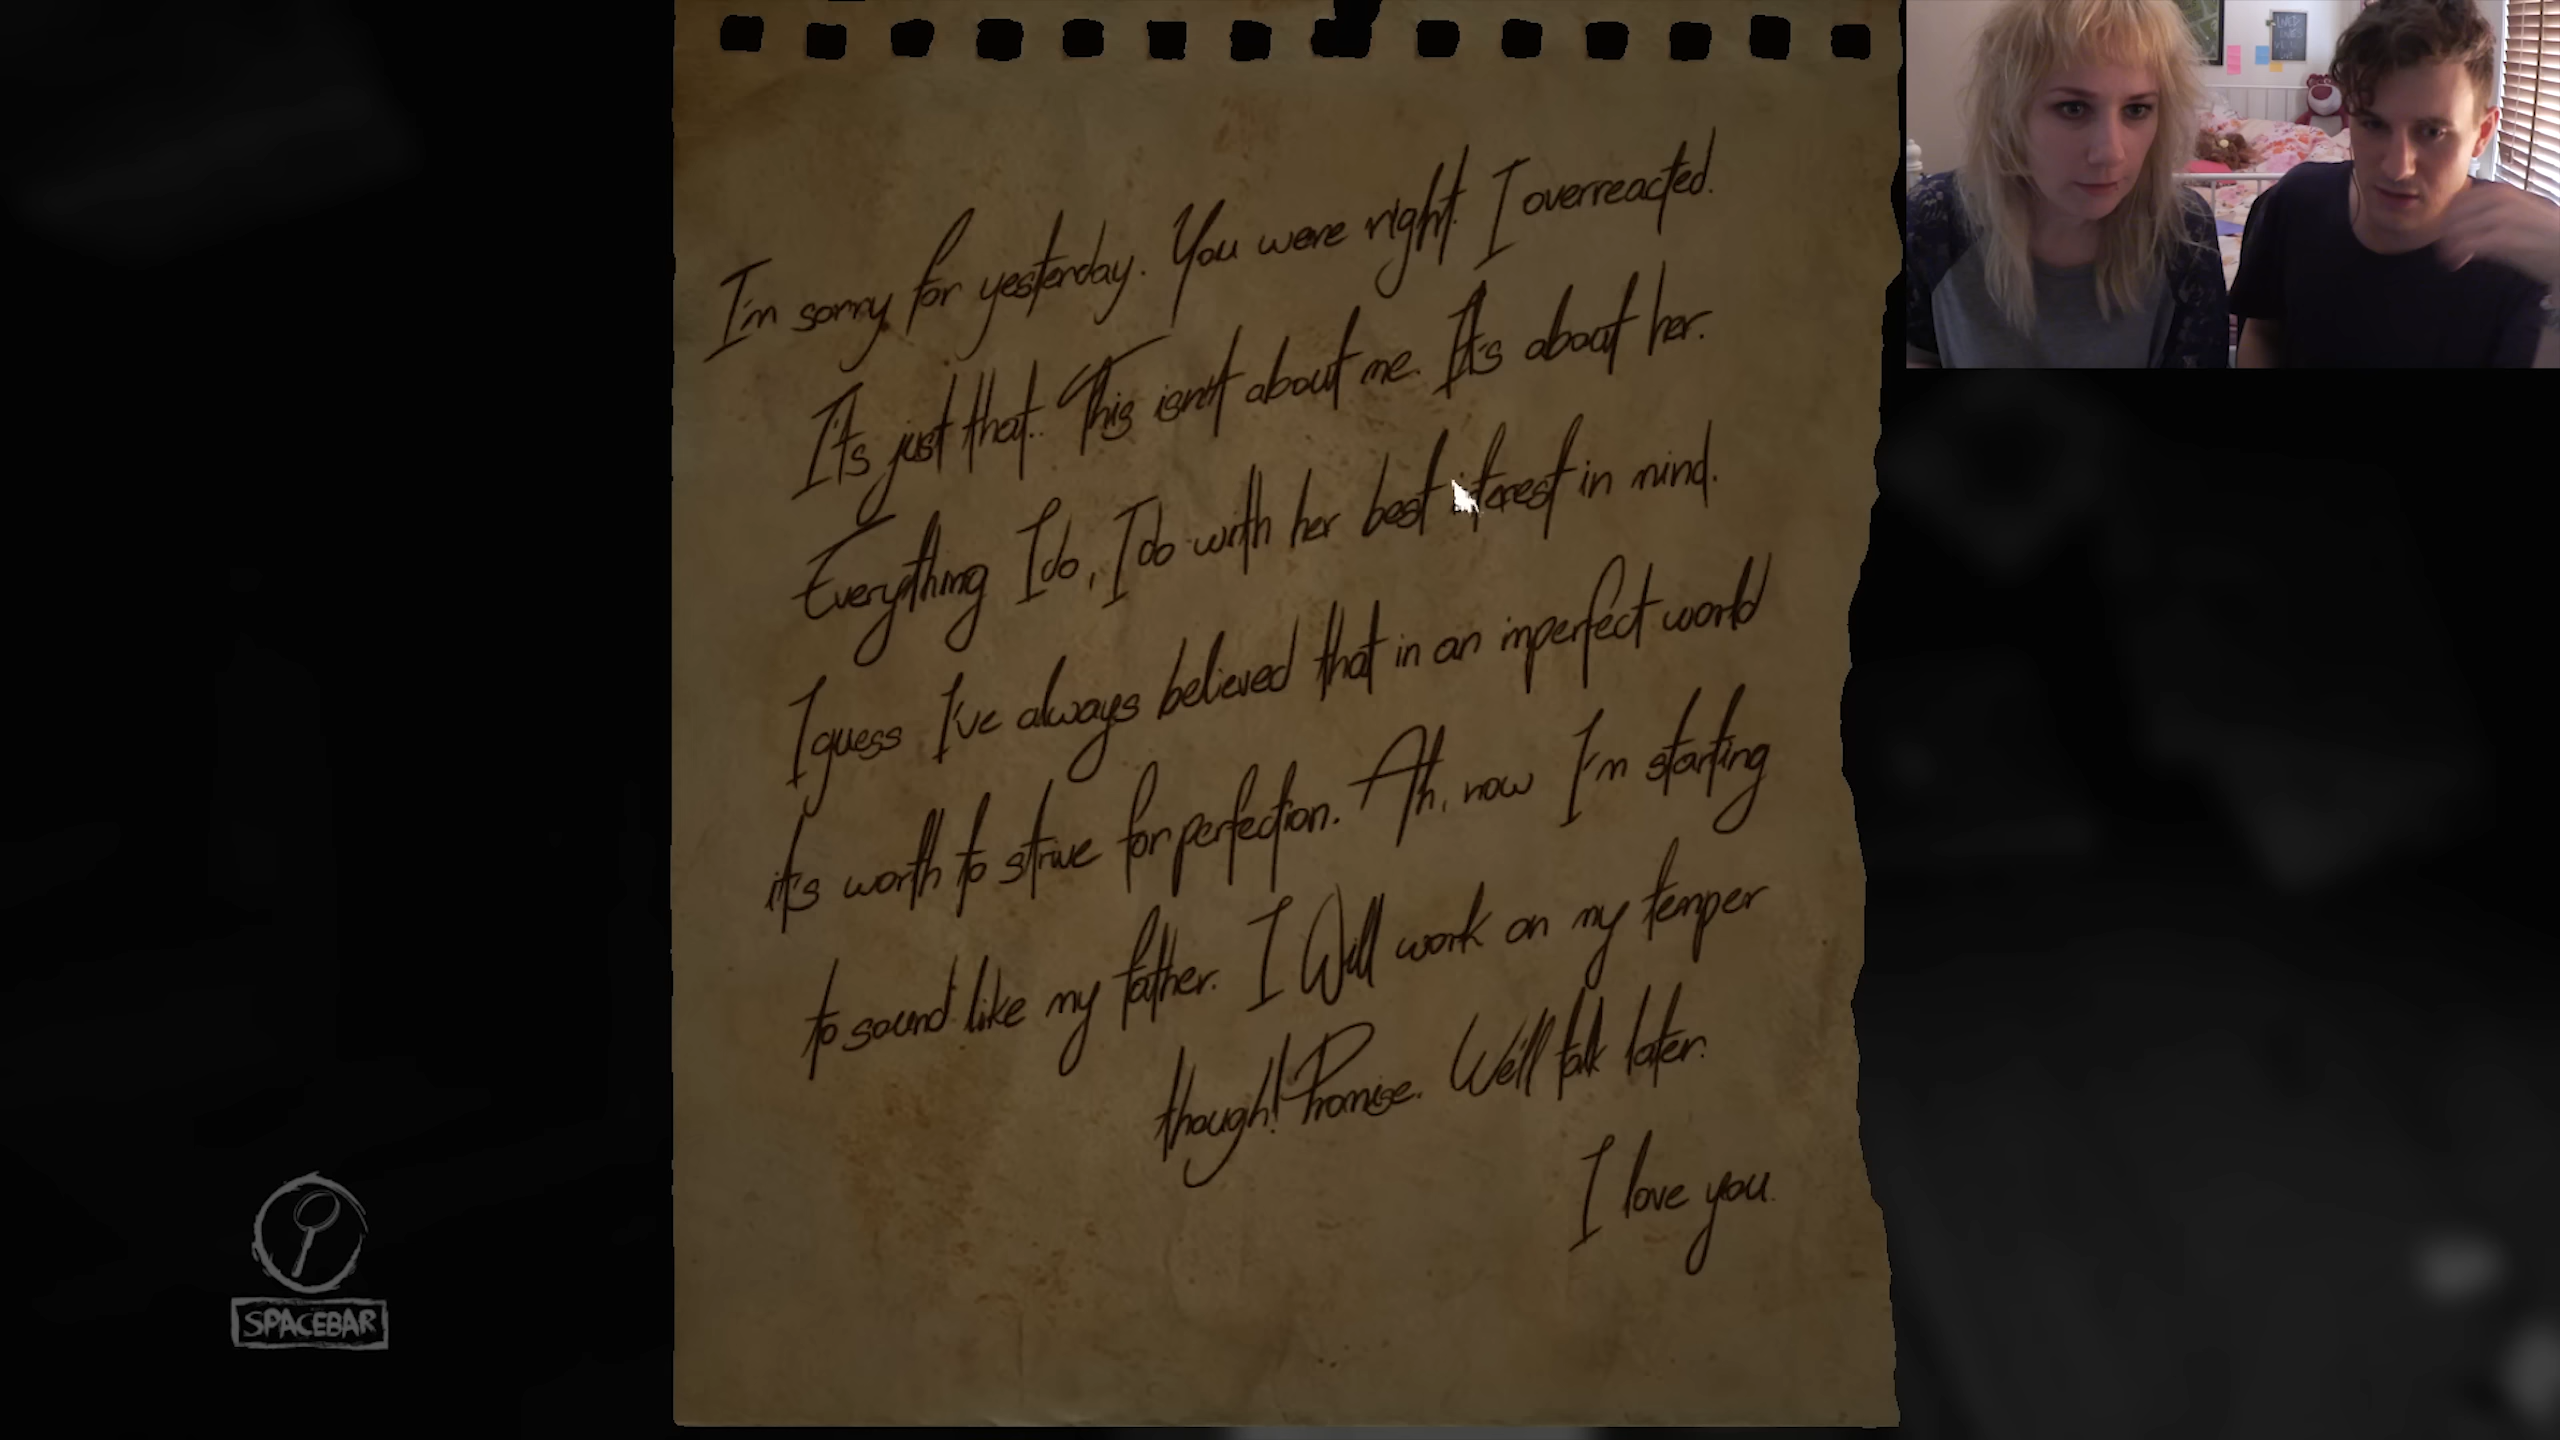 I'm sorry for yesterday. You were right. I overreacted.
It's just that.. This isn't about me. It's about her.
Everything I do, I do with her best interest in mind.
I guess I've always believed that in an imperfect world
it's worth to strive for perfection. Ah, now I'm starting
to sound like my father. I Will work on my temper
though! Promise. We'll talk later.
I love you.
SPACEBAR